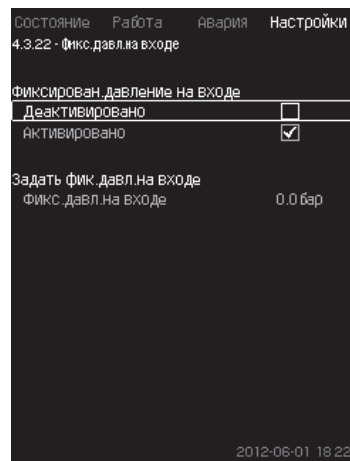 Состояние Работа Авария Настройки
4.3.22 - Фикс.давл.на входе
Фиксирован.давление на входе
Деактивировано
Активировано
Задать фик.давл.на входе
Фикс.давл.на входе 0.0 бар
2012-06-01 18:22